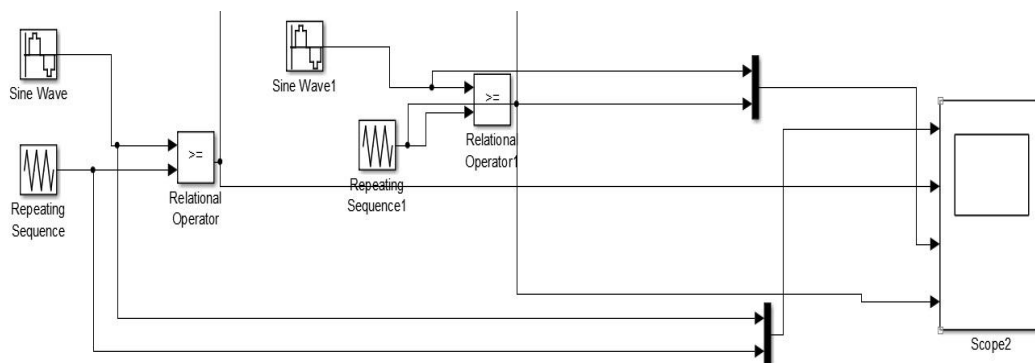 Sine Wave
Sine Wave1
>=
Relational
Operator1
>=
Relational
Operator
Repeating
Sequence1
Repeating
Sequence
Scope2